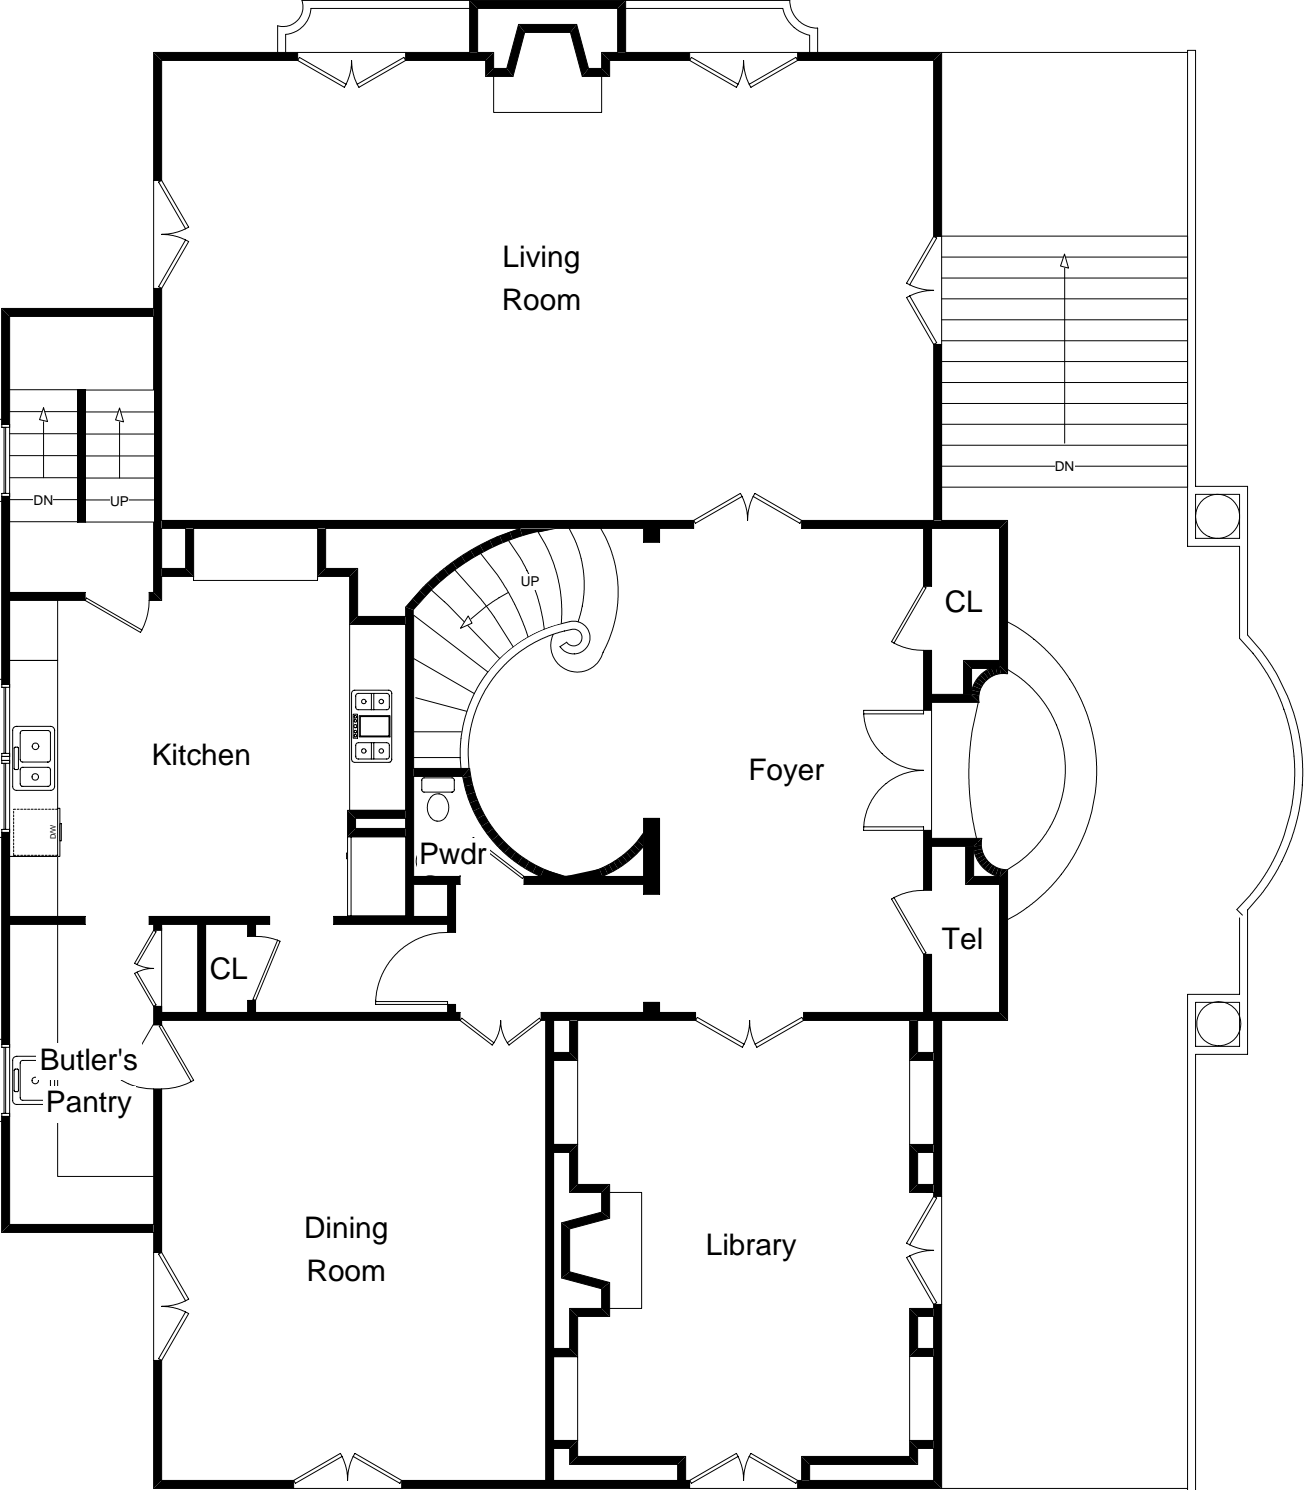 Living
Room
DN
DN
UP
UP
CL
Kitchen
D/W
Foyer
Pwdr
CL
Tel
Butler's
Pantry
Dining
Room
Library